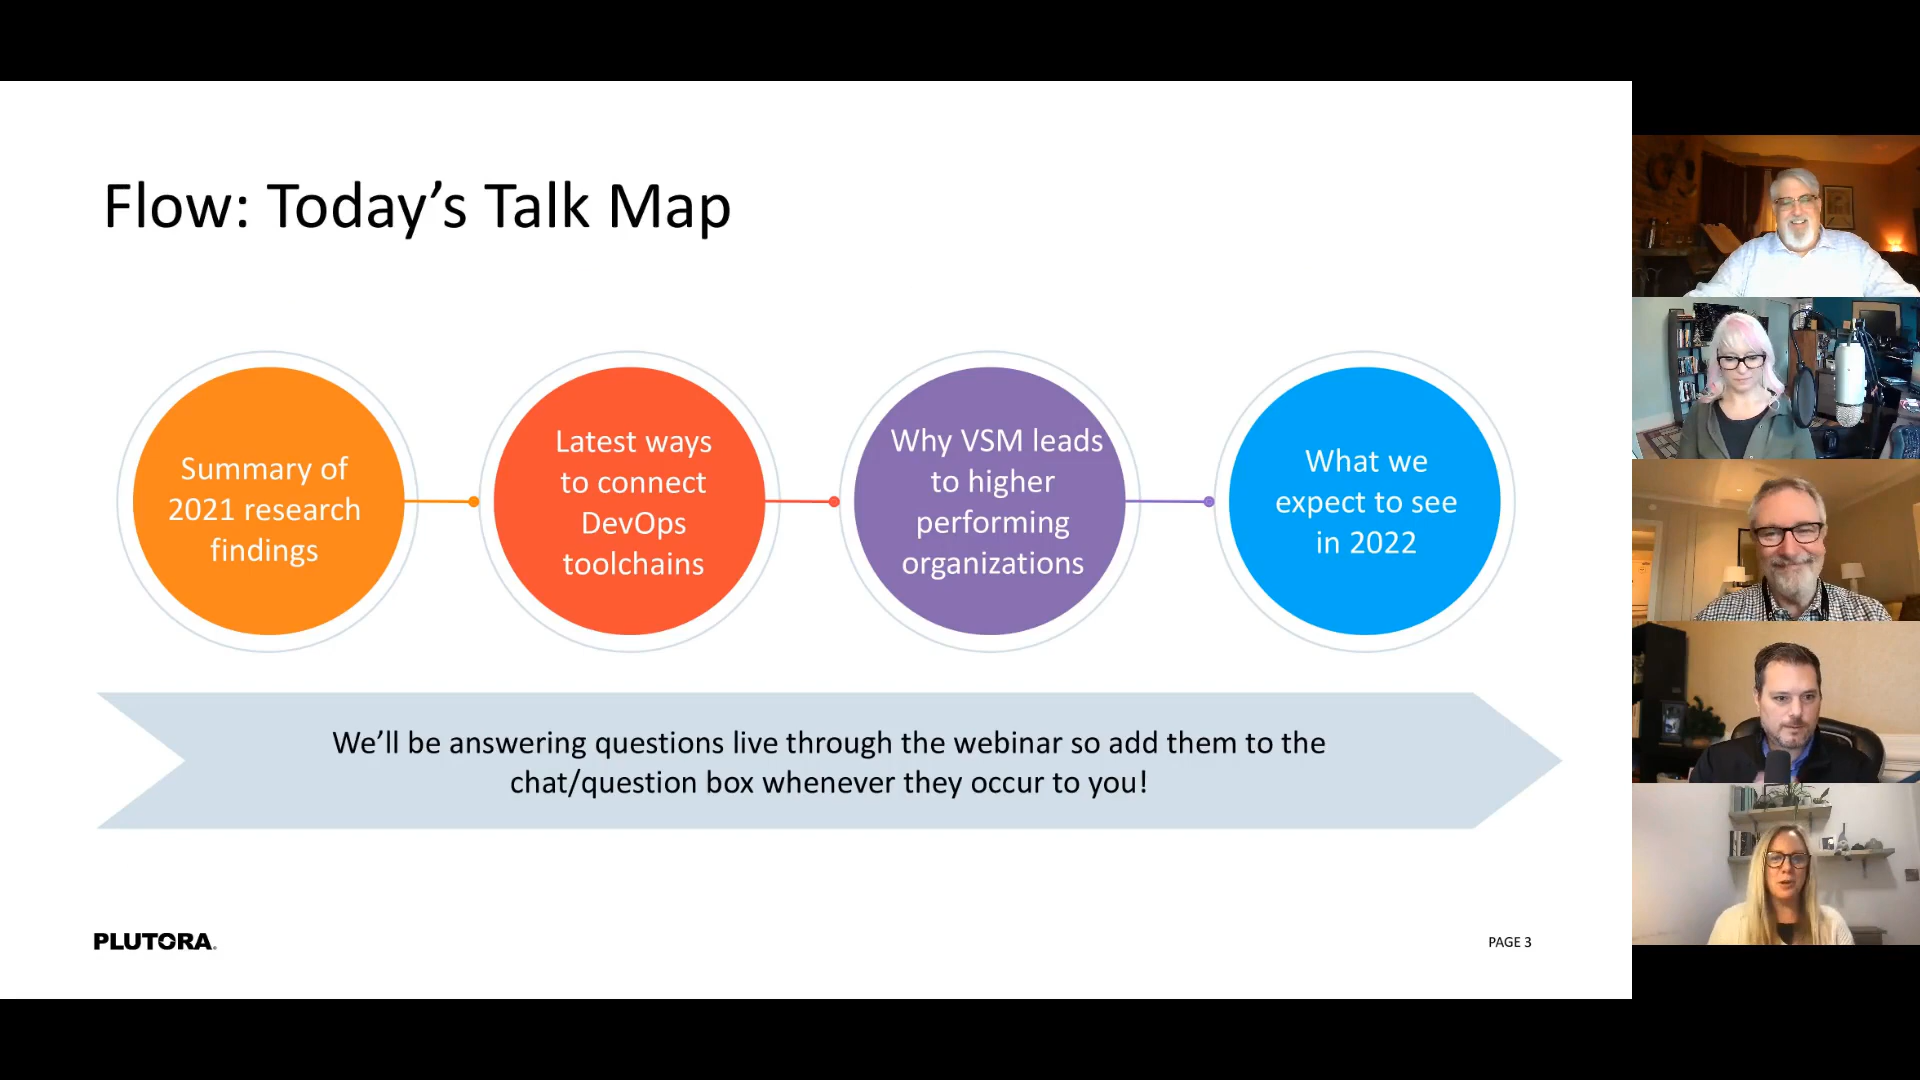 Flow: Today’s Talk Map
Summary of
2021 research
findings
Latest ways
to connect
DevOps
toolchains
Why VSM leads
to higher
performing
organizations
What we
expect to see
in 2022
We’ll be answering questions live through the webinar so add them to the
chat/question box whenever they occur to you!
PLUTORA
PAGE 3